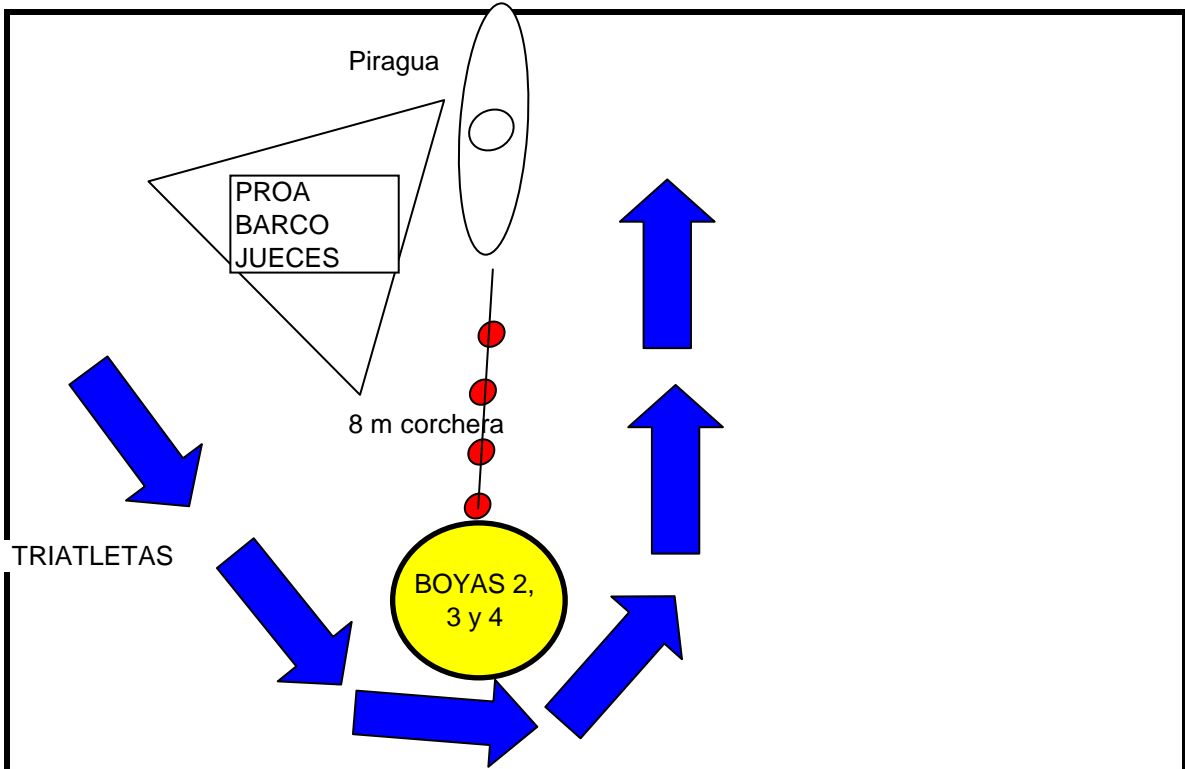 Piragua
PROA
BARCO
JUECES
8 m corchera
TRIATLETAS
BOYAS 2,
3 y 4